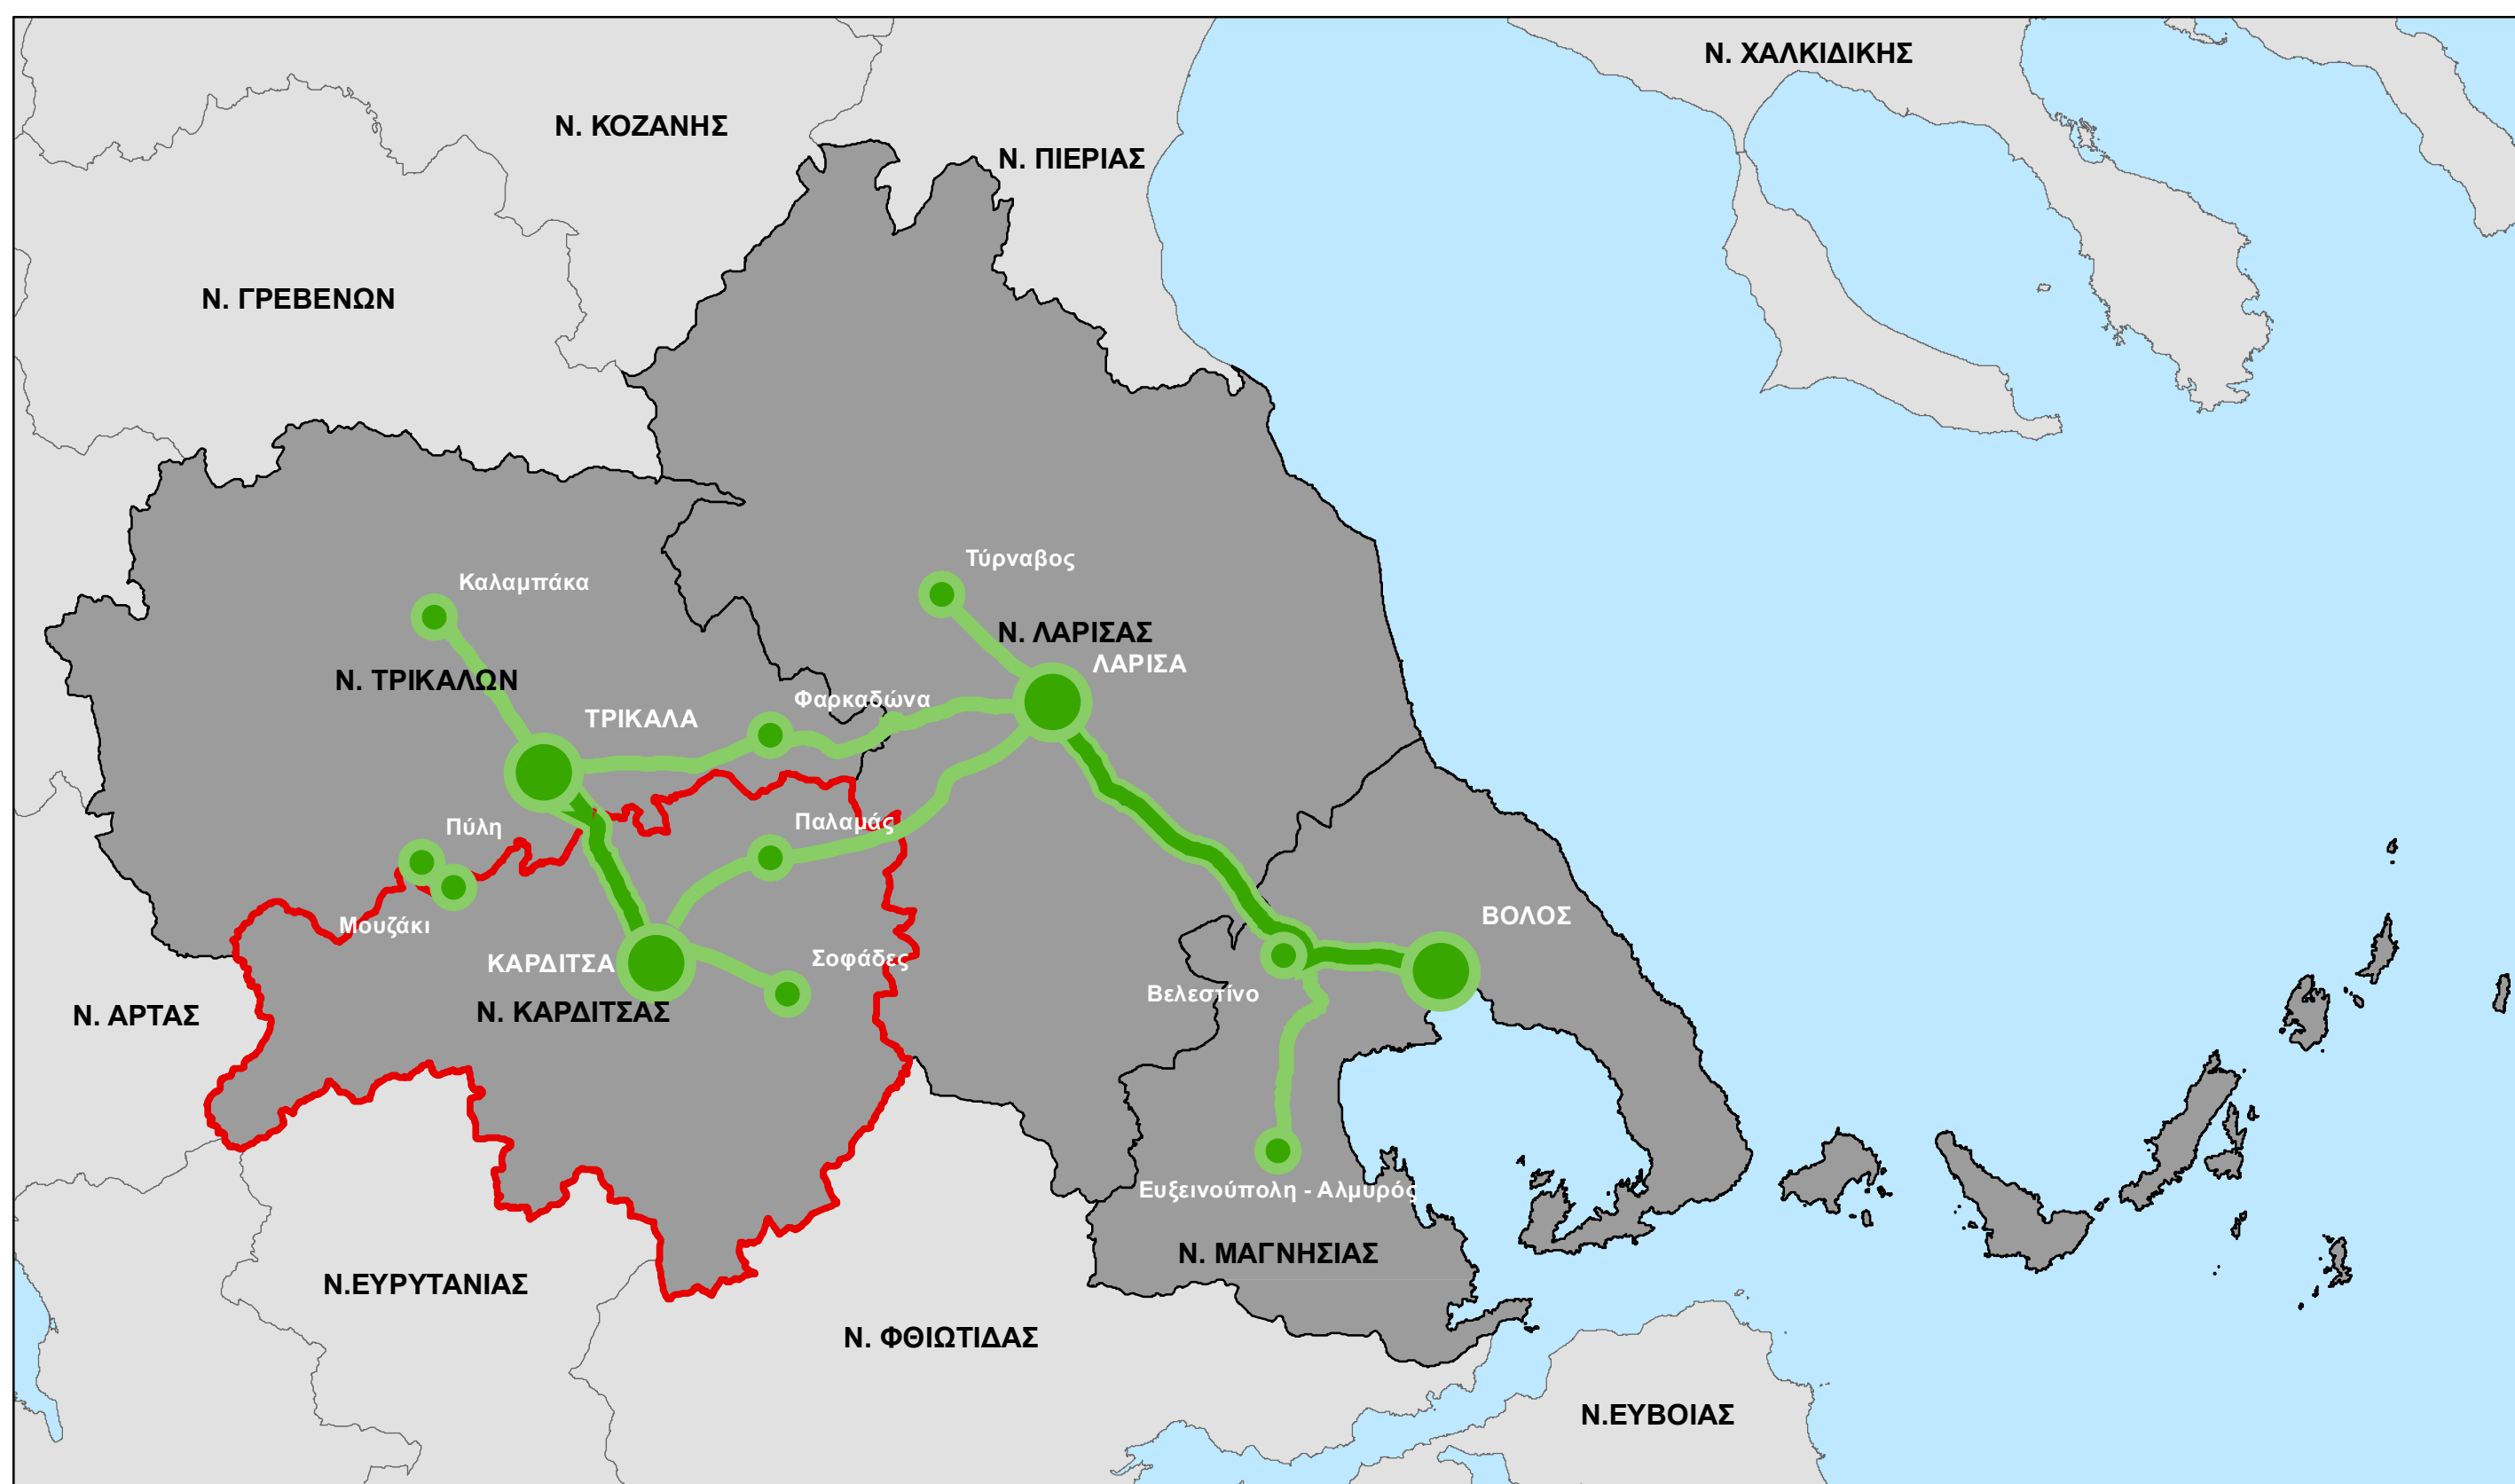 Ν. ΧΑΛΚΙΔΙΚΗΣ
Ν. ΚΟΖΑΝΗΣ
Ν. ΠΙΕΡΙΑΣ
Ν. ΓΡΕΒΕΝΩΝ
Τύρναβος
Καλαμπάκα
Ν. ΛΑΡΙΣΑΣ
ΛΑΡΙΣΑ
Ν. ΤΡΙΚΑΛΩΝ
Φαρκαδώνα
ΤΡΙΚΑΛΑ
Παλαμάς
Πύλη
ΒΟΛΟΣ
Μουζάκι
Σοφάδες
ΚΑΡΔΙΤΣΑ
Βελεστίνο
Ν. ΚΑΡΔΙΤΣΑΣ
Ν. ΑΡΤΑΣ
Ευξεινούπολη - Αλμυρός
Ν. ΜΑΓΝΗΣΙΑΣ
Ν.ΕΥΡΥΤΑΝΙΑΣ
Ν. ΦΘΙΩΤΙΔΑΣ
Ν.ΕΥΒΟΙΑΣ